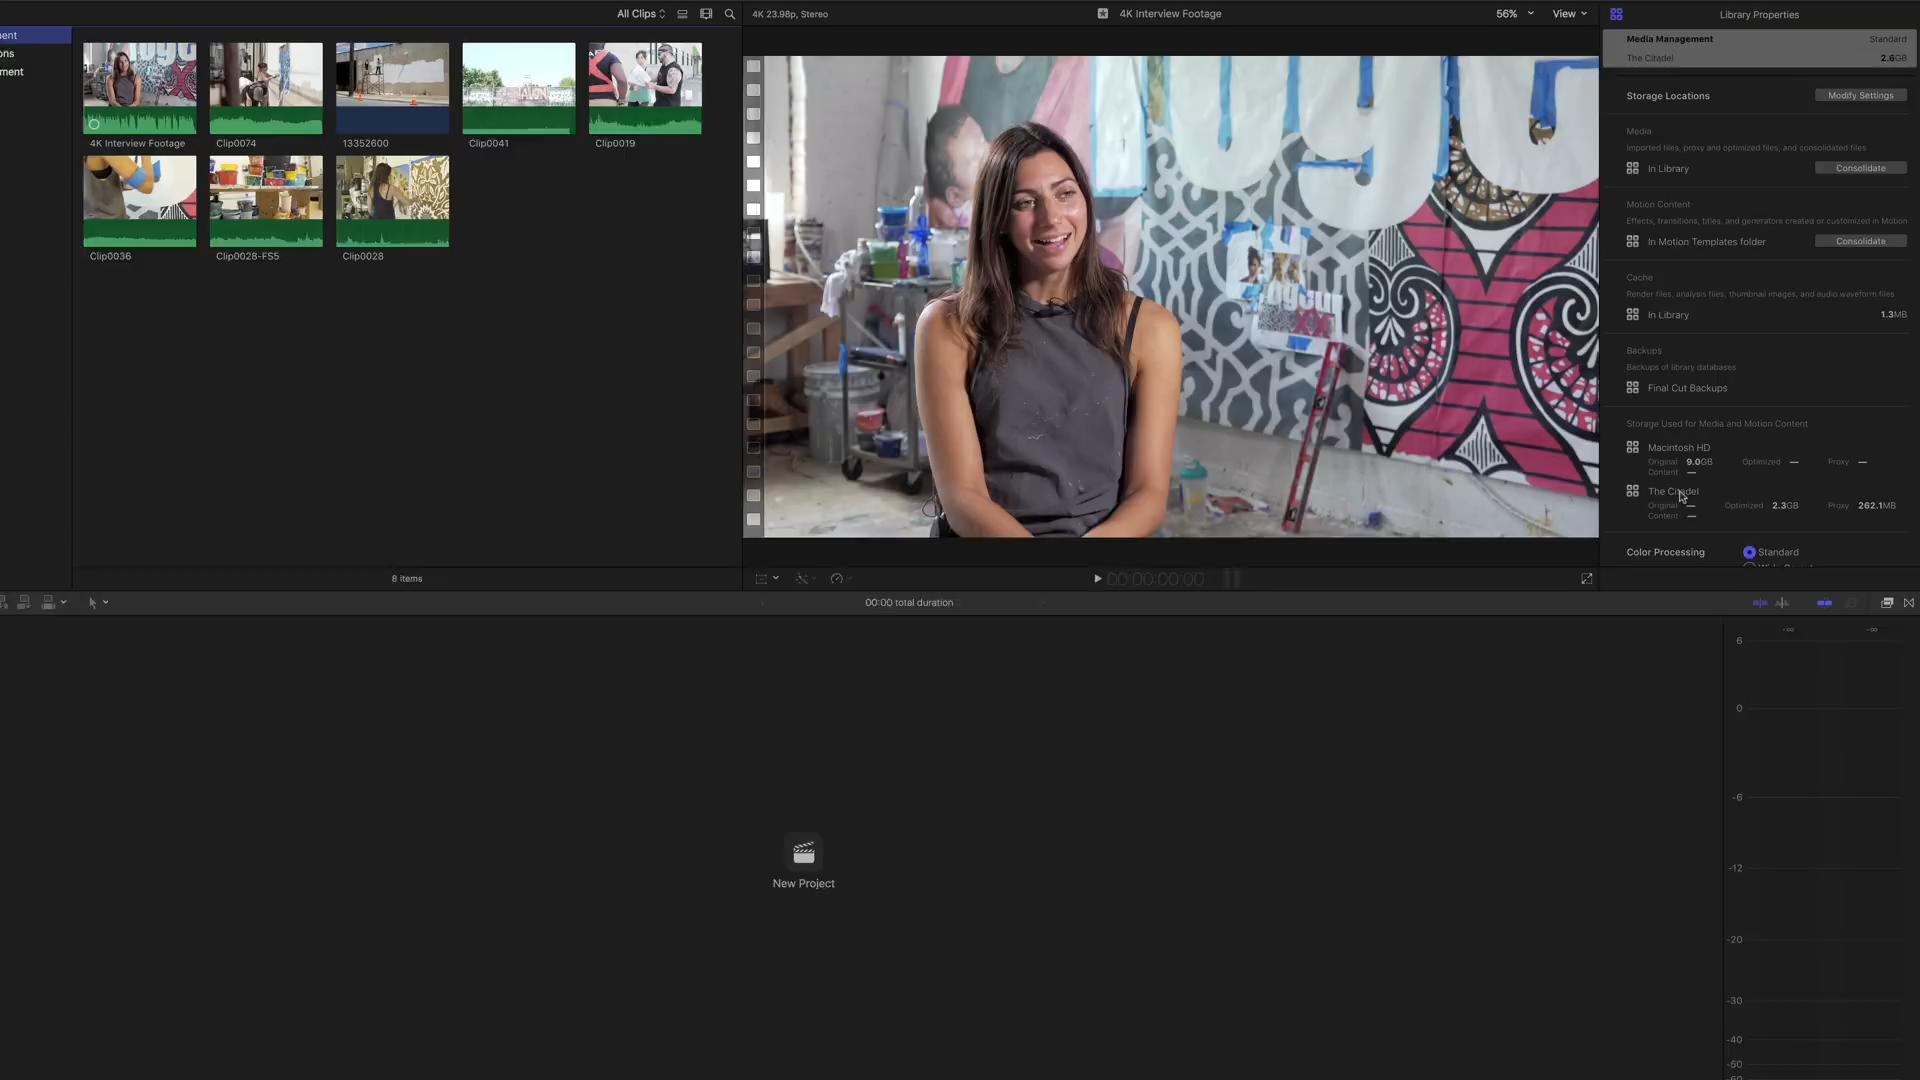 All Clips
4K 23.98p, Stereo
4K Interview Footage
56%
View
Library Properties
ent
ons
ment
4K Interview Footage
Clip0074
13352600
Clip0041
Clip0019
Clip0036
Clip0028-FS5
Clip0028
8 items
Media Management
Standard
The Citadel
2.6GB
Storage Locations
Modify Settings
Media
Imported files, proxy and optimized files, and consolidated files
In Library
Consolidate
Motion Content
Effects, transitions, titles, and generators created or customized in Motion
In Motion Templates folder
Consolidate
Cache
Render files, analysis files, thumbnail images, and audio waveform files
In Library
1.3MB
Backups
Backups of library databases
Final Cut Backups
Storage Used for Media and Motion Content
Macintosh HD
Original 9.0GB Optimized — Proxy —
Content —
The Citadel
Original — Optimized 2.3GB Proxy 262.1MB
Content —
Color Processing
Standard
00:00:00:00
00:00 total duration
New Project
-∞ -∞
6
0
-6
-12
-20
-30
-40
-50